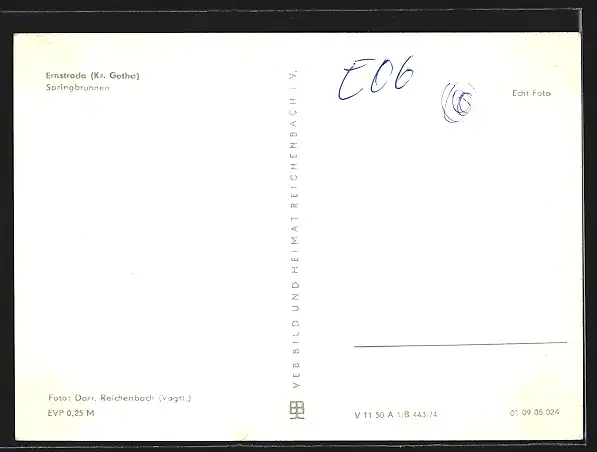 Ernstroda (Kr. Gotha)
Springbrunnen
E06
Echt Foto
VEB BILD UND HEIMAT REICHENBACH I. V.
Foto: Darr, Reichenbach (Vogtl.)
EVP 0,25 M
V 11 50 A 1/B 443/74
01 09 05 024